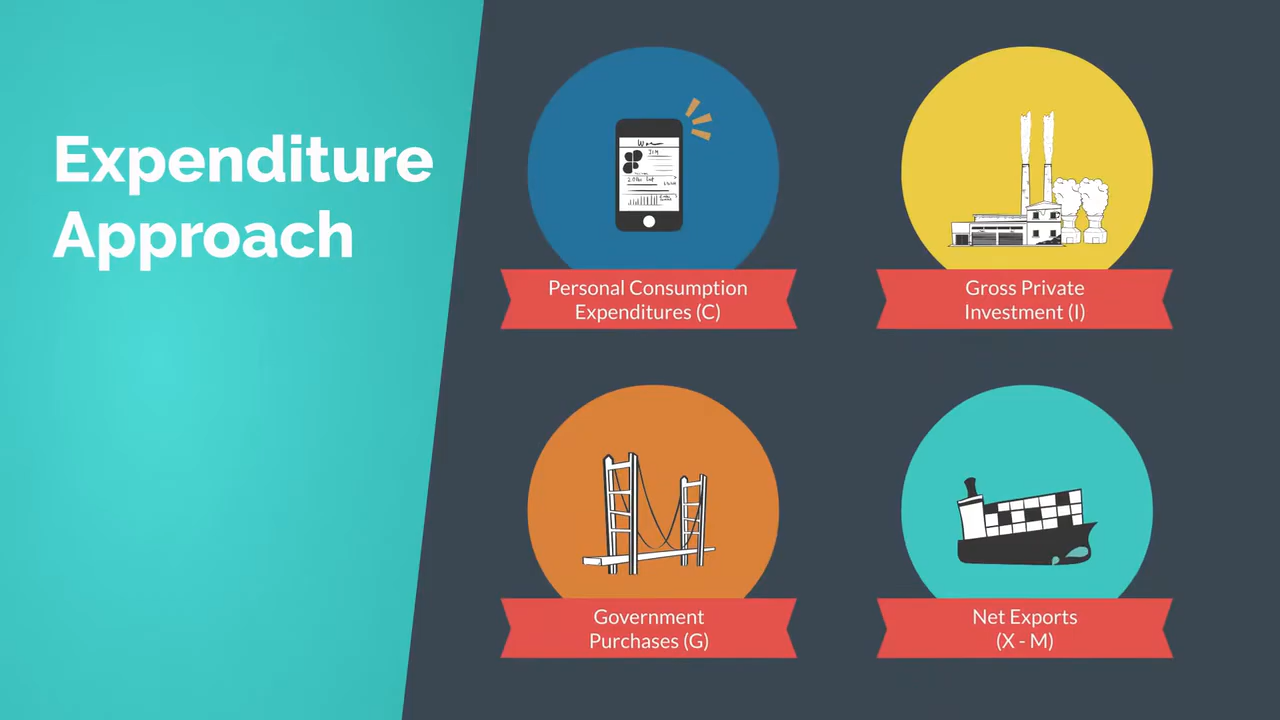 Expenditure
Approach
Personal Consumption
Expenditures (C)
Gross Private
Investment (I)
Government
Purchases (G)
Net Exports
(X - M)